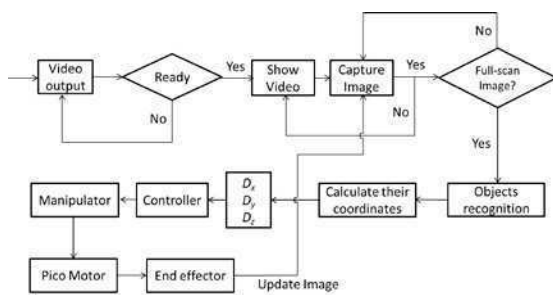 No
Video
output
Ready
Yes
Show
Video
Capture
Image
Yes
Full-scan
Image?
No
No
Yes
Manipulator
Controller
Dx
Dy
Dz
Calculate their
coordinates
Objects
recognition
Pico Motor
End effector
Update Image